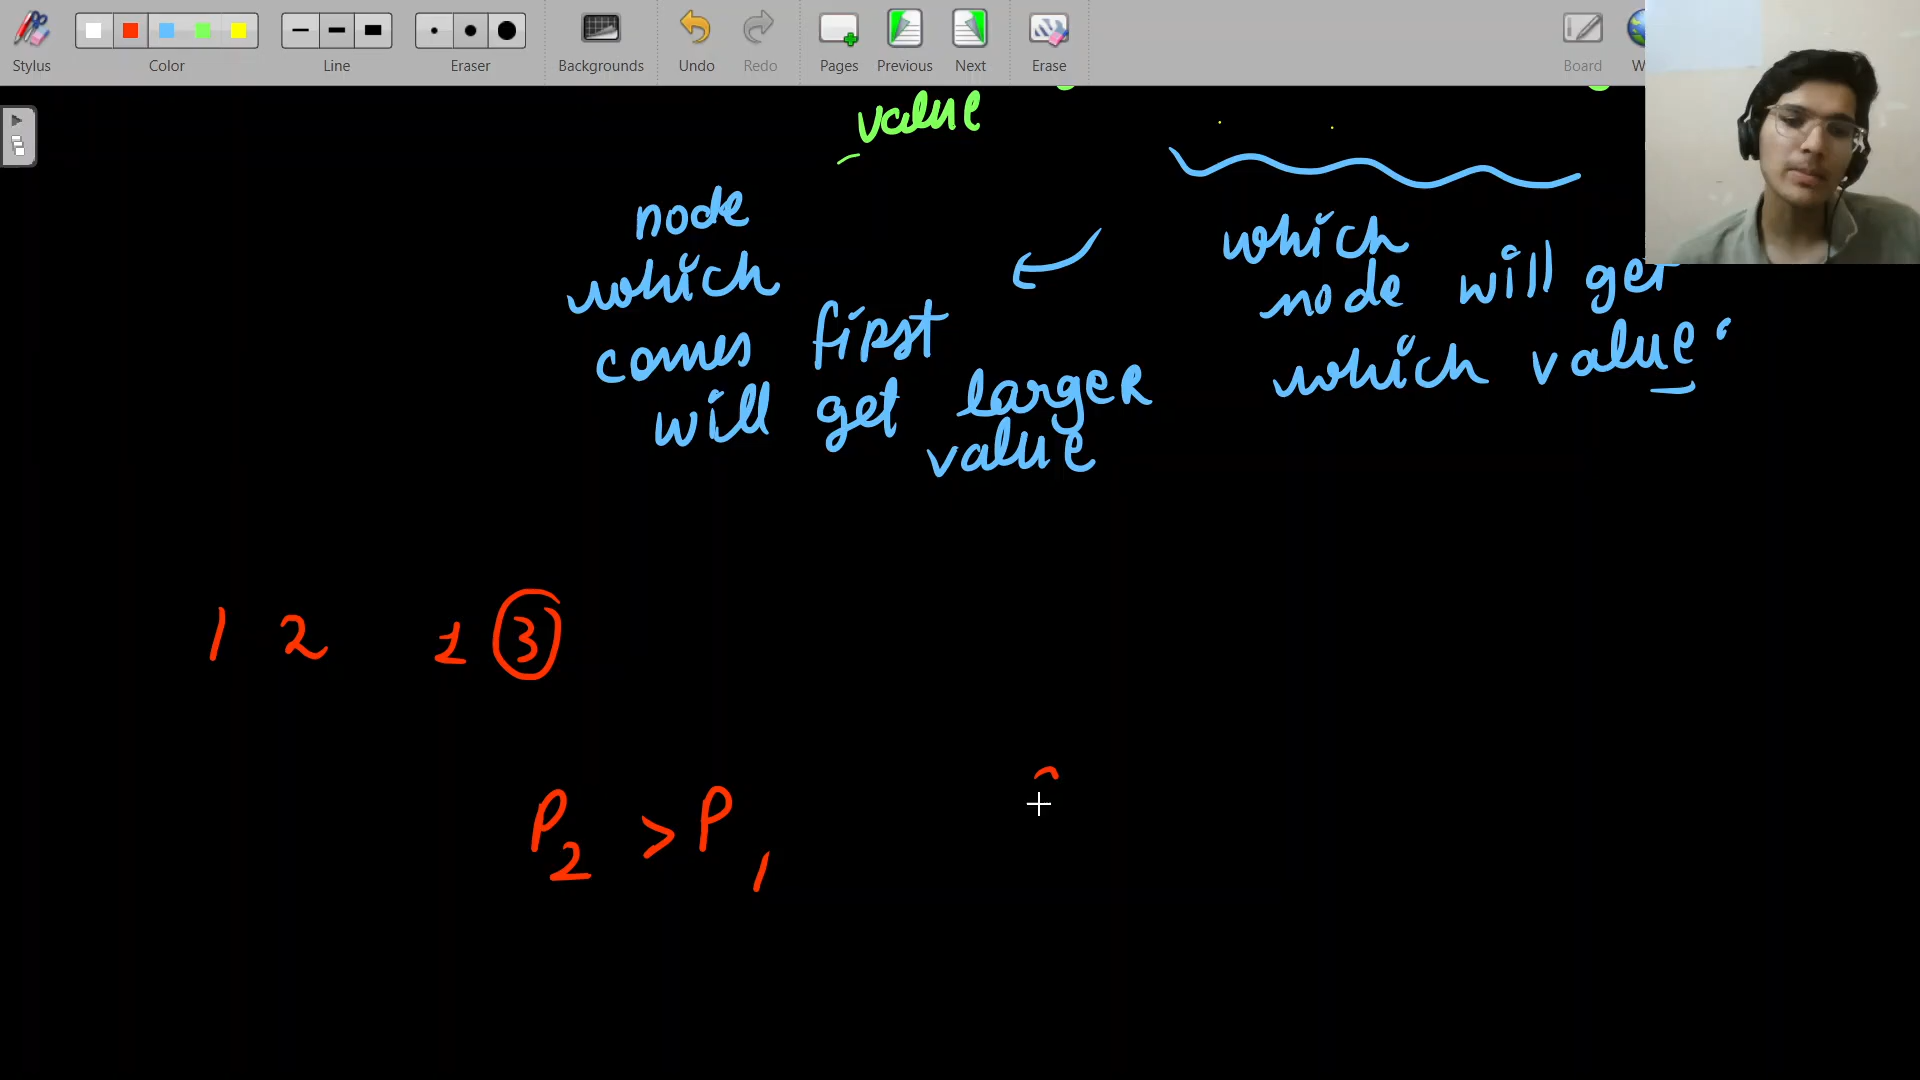 Stylus
Color
Line
Eraser
Backgrounds
Undo
Redo
Pages
Previous
Next
Erase
Board
W
value
node
which
comes first
will get larger
value
which
node will get
which value
1 2 1 3
P2 > P1